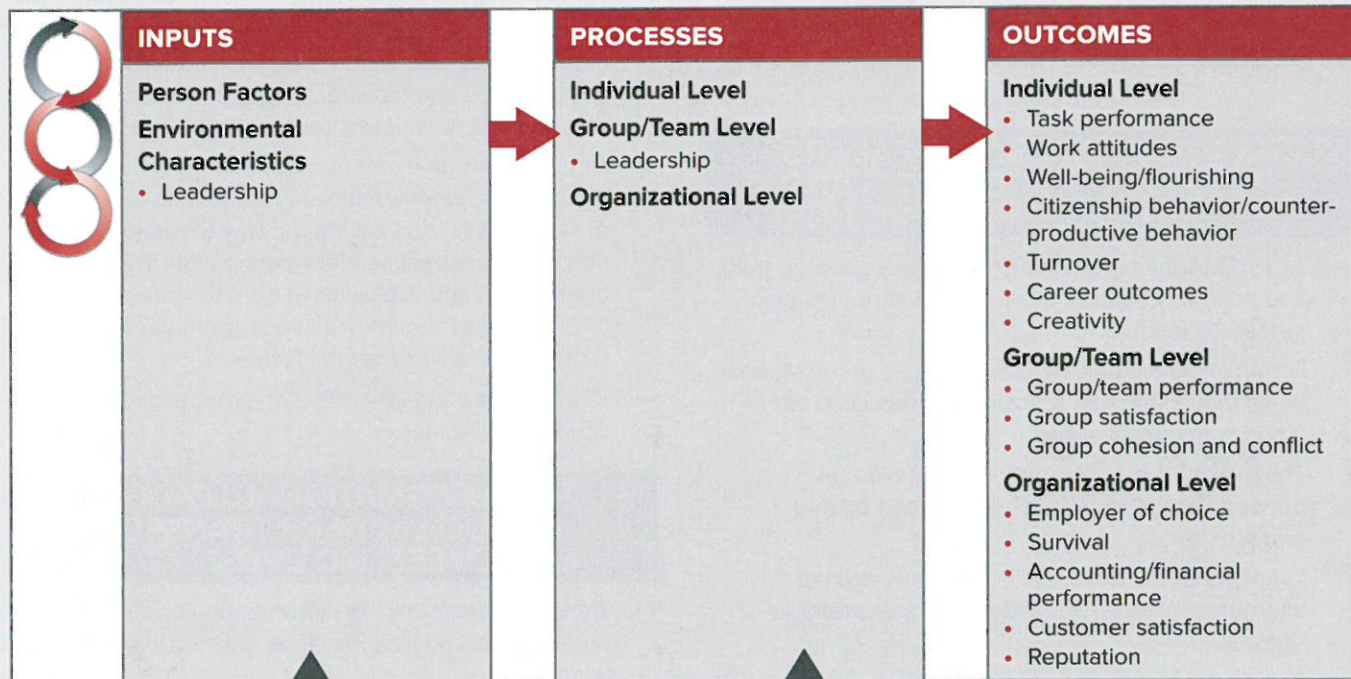 INPUTS
Person Factors
Environmental
Characteristics
• Leadership
PROCESSES
Individual Level
Group/Team Level
• Leadership
Organizational Level
OUTCOMES
Individual Level
• Task performance
• Work attitudes
• Well-being/flourishing
• Citizenship behavior/counter-
productive behavior
• Turnover
• Career outcomes
• Creativity
Group/Team Level
• Group/team performance
• Group satisfaction
• Group cohesion and conflict
Organizational Level
• Employer of choice
• Survival
• Accounting/financial
performance
• Customer satisfaction
• Reputation